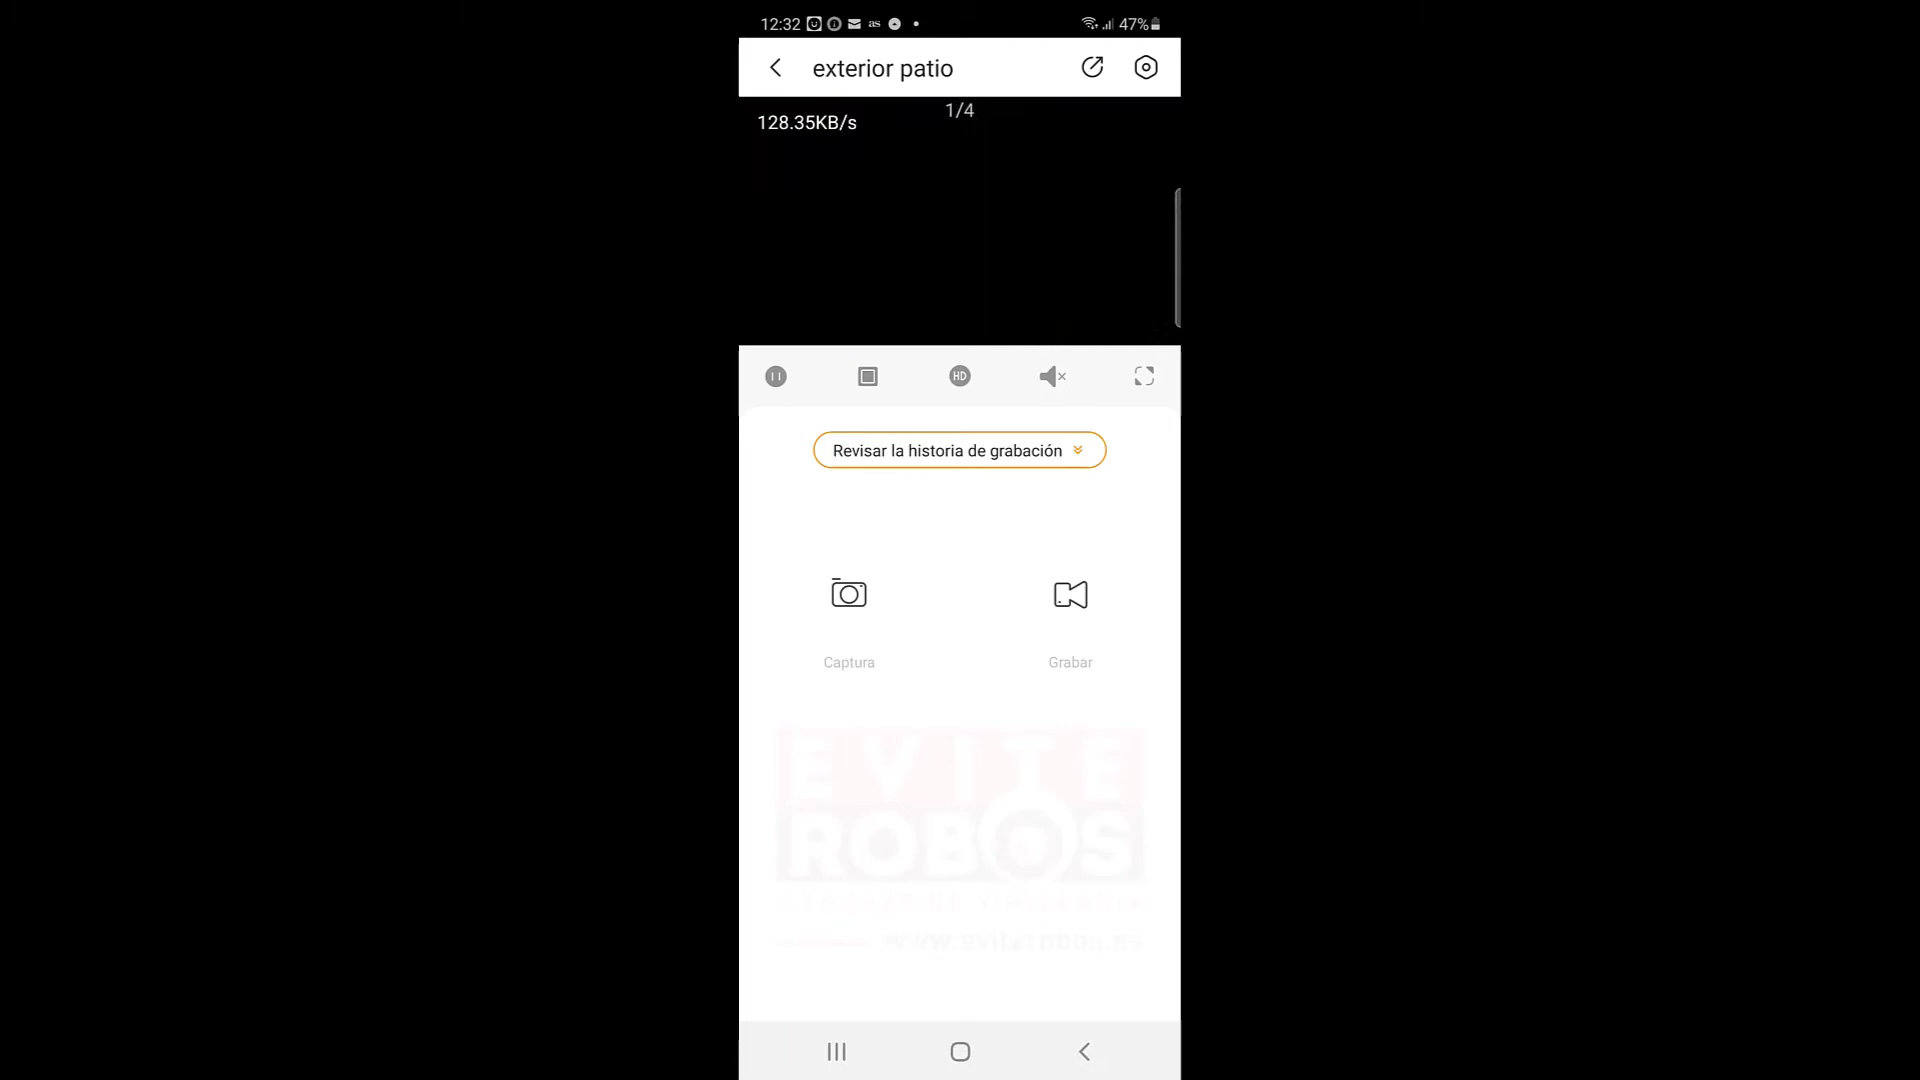 12:32 as 47%
exterior patio
1/4
128.35KB/s
HD
Revisar la historia de grabación
Captura Grabar
EVITE
ROBOS
www.eviterobos.es